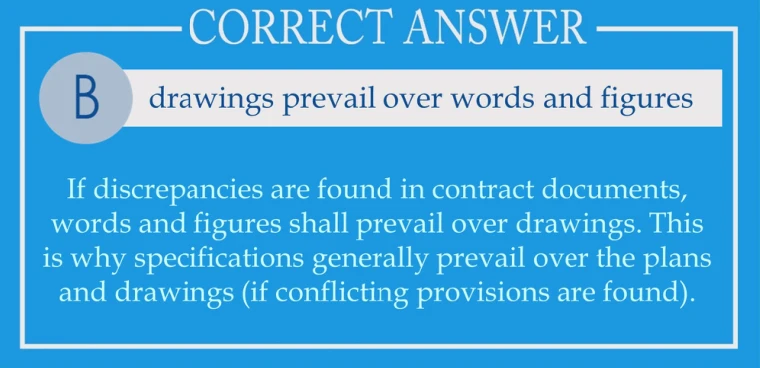 CORRECT ANSWER
B drawings prevail over words and figures
If discrepancies are found in contract documents,
words and figures shall prevail over drawings. This
is why specifications generally prevail over the plans
and drawings (if conflicting provisions are found).